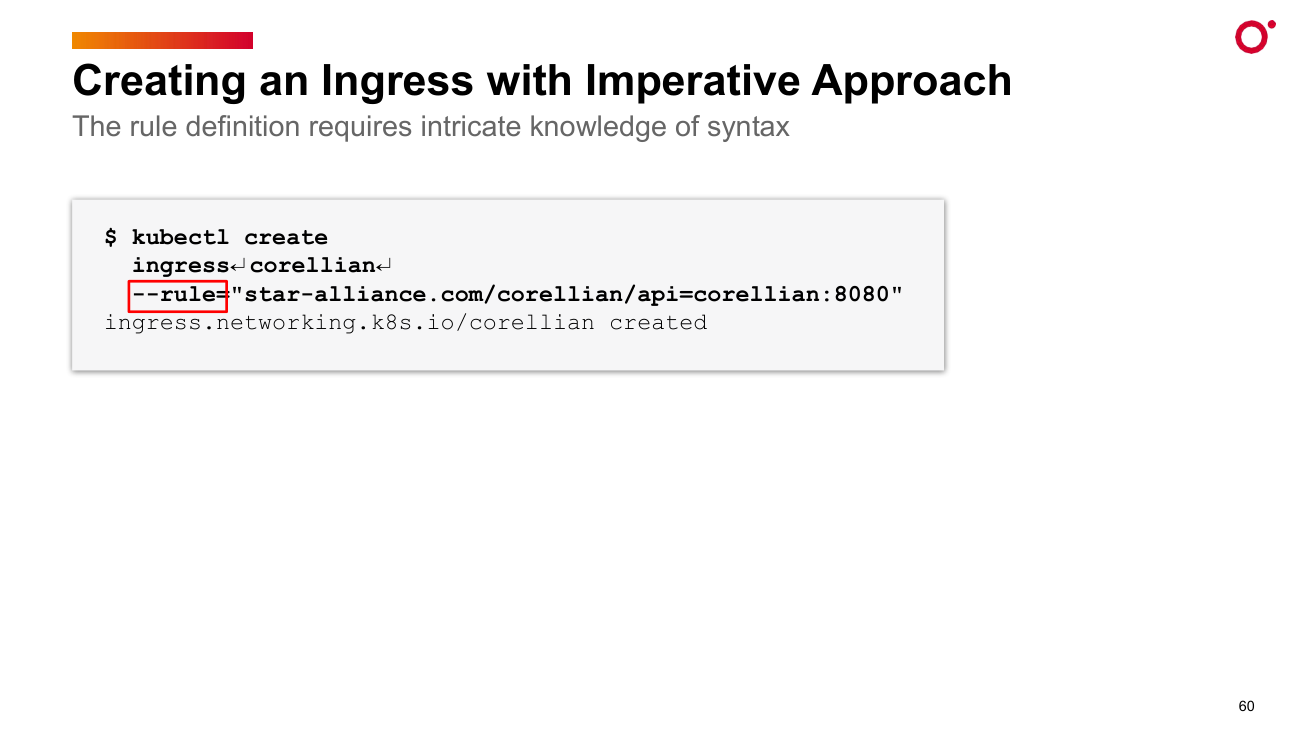 Creating an Ingress with Imperative Approach
The rule definition requires intricate knowledge of syntax
$ kubectl create
ingress↵corellian↵
--rule="star-alliance.com/corellian/api=corellian:8080"
ingress.networking.k8s.io/corellian created
60